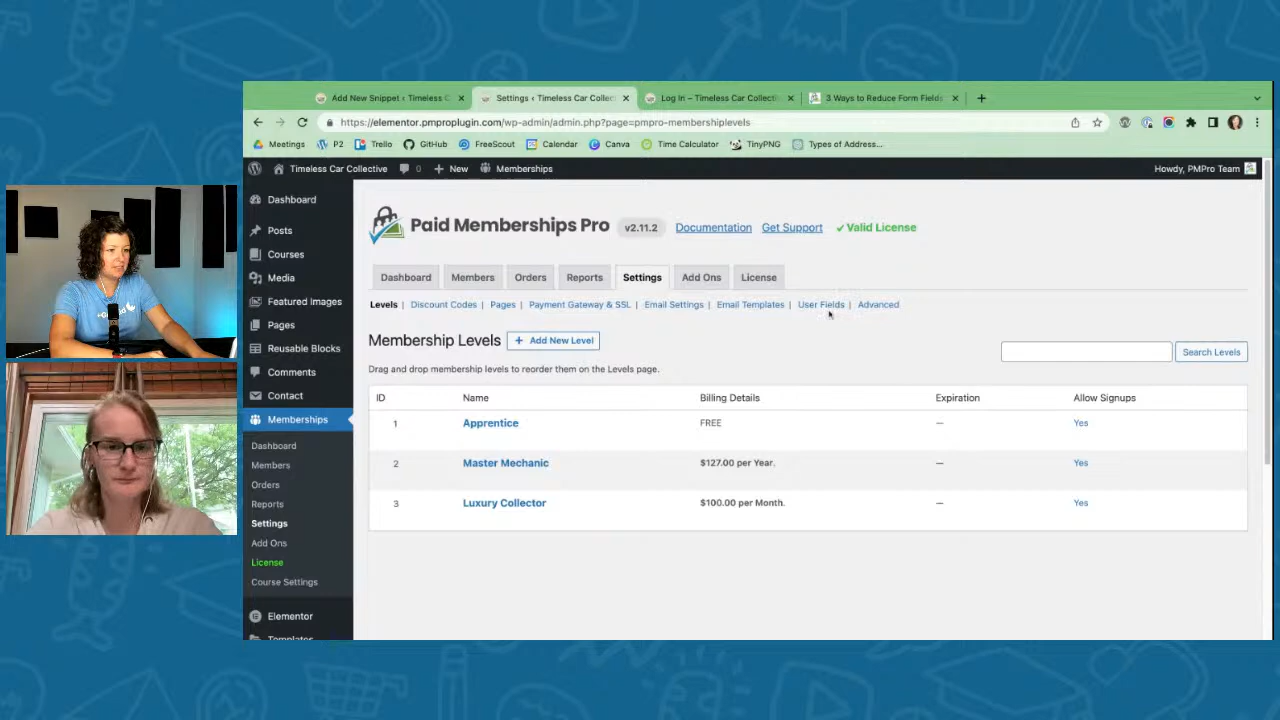 Add New Snippet ‹ Timeless C
Settings ‹ Timeless Car Collec
Log In – Timeless Car Collecti
3 Ways to Reduce Form Fields
https://elementor.pmproplugin.com/wp-admin/admin.php?page=pmpro-membershiplevels
Meetings P2 Trello GitHub FreeScout Calendar Canva Time Calculator TinyPNG Types of Address...
Timeless Car Collective 0 New Memberships Howdy, PMPro Team
Dashboard
Posts
Courses
Media
Featured Images
Pages
Reusable Blocks
Comments
Contact
Memberships
Dashboard
Members
Orders
Reports
Settings
Add Ons
License
Course Settings
Elementor
Templates
Paid Memberships Pro v2.11.2 Documentation Get Support Valid License
Dashboard Members Orders Reports Settings Add Ons License
Levels | Discount Codes | Pages | Payment Gateway & SSL | Email Settings | Email Templates | User Fields | Advanced
Membership Levels + Add New Level
Search Levels
Drag and drop membership levels to reorder them on the Levels page.
ID Name Billing Details Expiration Allow Signups
1 Apprentice FREE — Yes
2 Master Mechanic $127.00 per Year. — Yes
3 Luxury Collector $100.00 per Month. — Yes